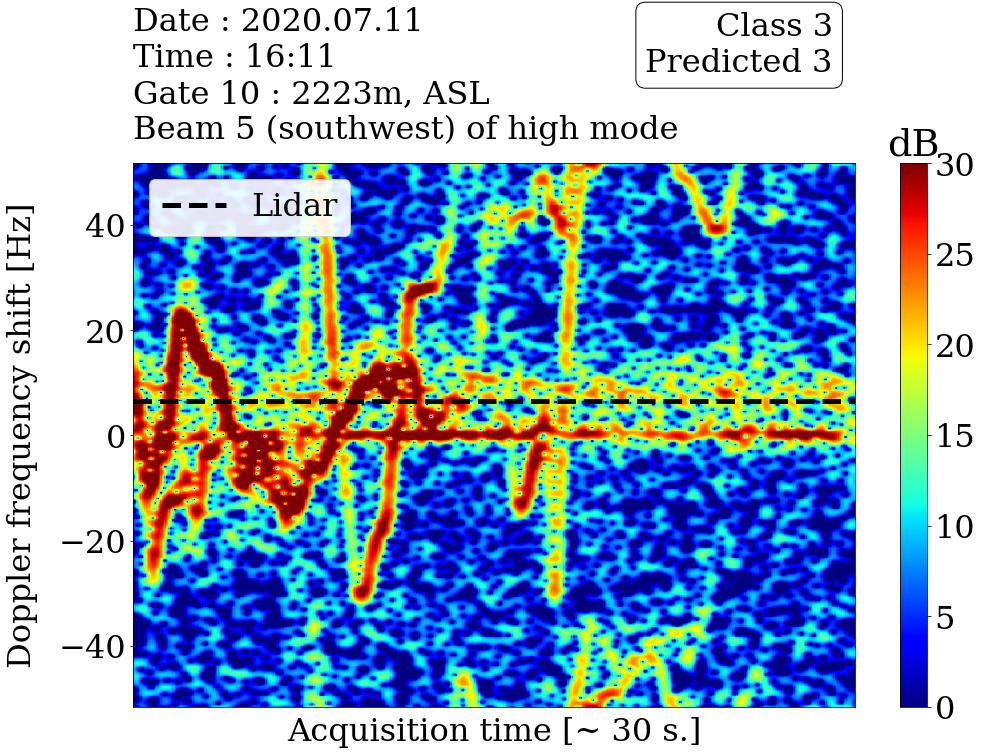 Date : 2020.07.11
Time : 16:11
Gate 10 : 2223m, ASL
Beam 5 (southwest) of high mode
Class 3
Predicted 3
dB
Lidar
Doppler frequency shift [Hz]
40
20
0
−20
−40
Acquisition time [~ 30 s.]
30
25
20
15
10
5
0